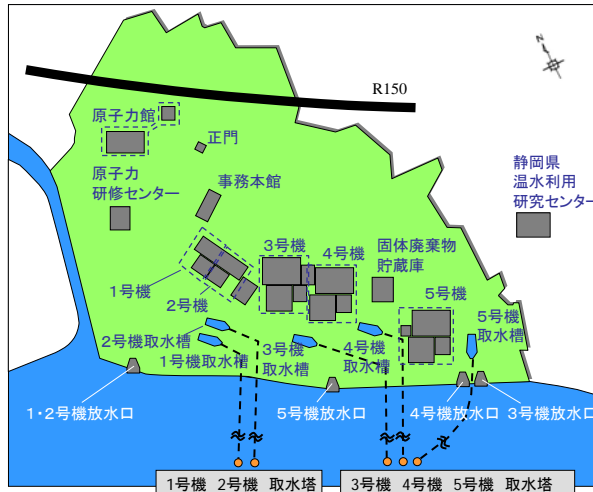 N
R150
原子力館
正門
原子力
研修センター
事務本館
静岡県
温水利用
研究センター
3号機
4号機
固体廃棄物
貯蔵庫
1号機
2号機
5号機
5号機
取水槽
2号機取水槽
1号機取水槽
3号機
取水槽
4号機
取水槽
1・2号機放水口
5号機放水口
4号機放水口
3号機放水口
1号機 2号機 取水塔
3号機 4号機 5号機 取水塔